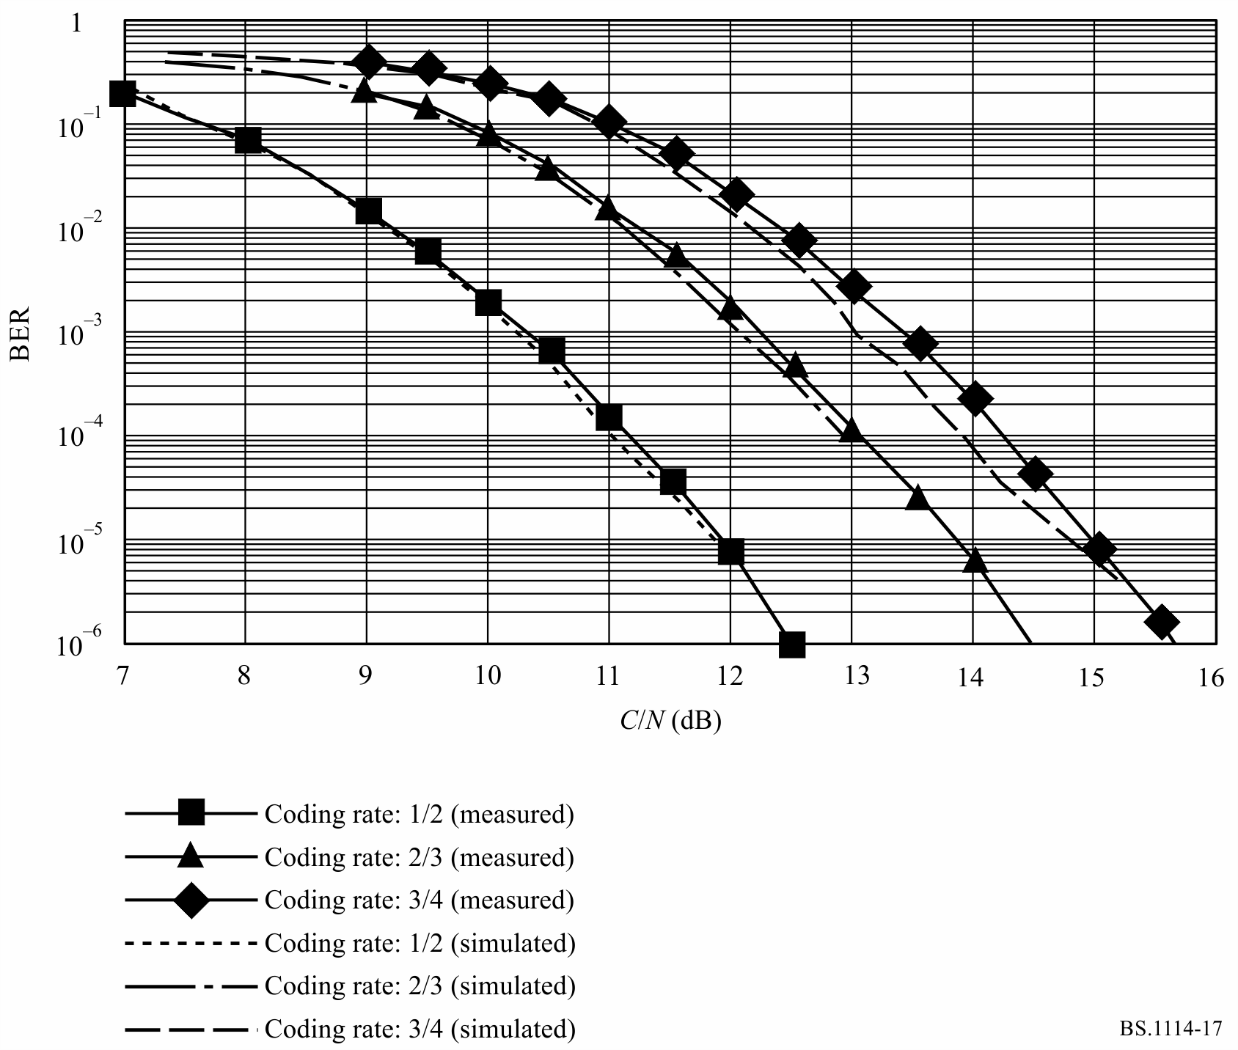 1
10–1
10–2
10–3
10–4
10–5
10–6
BER
7 8 9 10 11 12 13 14 15 16
C/N (dB)
Coding rate: 1/2 (measured)
Coding rate: 2/3 (measured)
Coding rate: 3/4 (measured)
Coding rate: 1/2 (simulated)
Coding rate: 2/3 (simulated)
Coding rate: 3/4 (simulated)
BS.1114-17